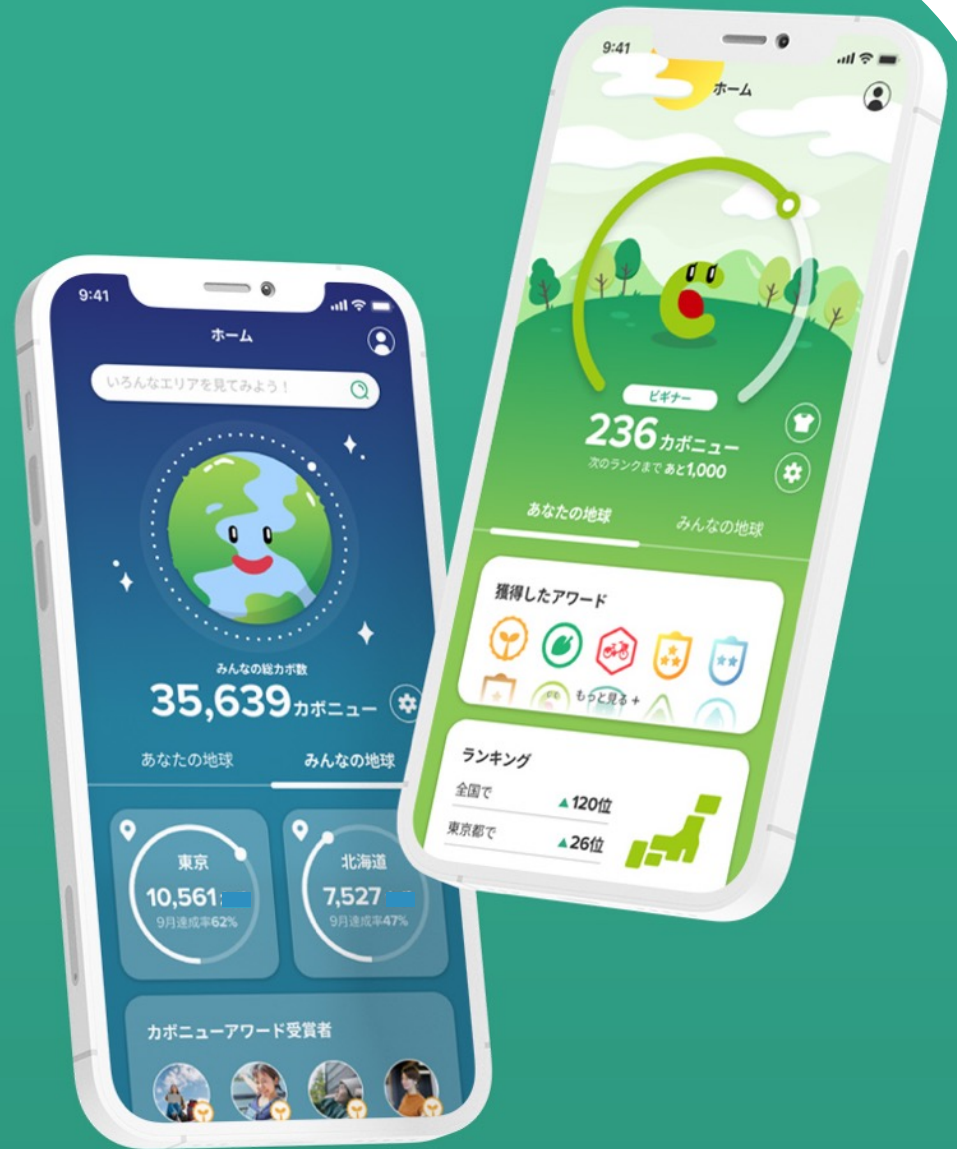 9:41
ホーム
いろんなエリアを見てみよう！
みんなの総カボ数
35,639カボニュー
あなたの地球
みんなの地球
東京
10,561
9月達成率62%
北海道
7,527
9月達成率47%
カボニューアワード受賞者
9:41
ホーム
ビギナー
236カボニュー
次のランクまであと1,000
あなたの地球
みんなの地球
獲得したアワード
もっと見る +
ランキング
全国で
▲120位
東京都で
▲26位